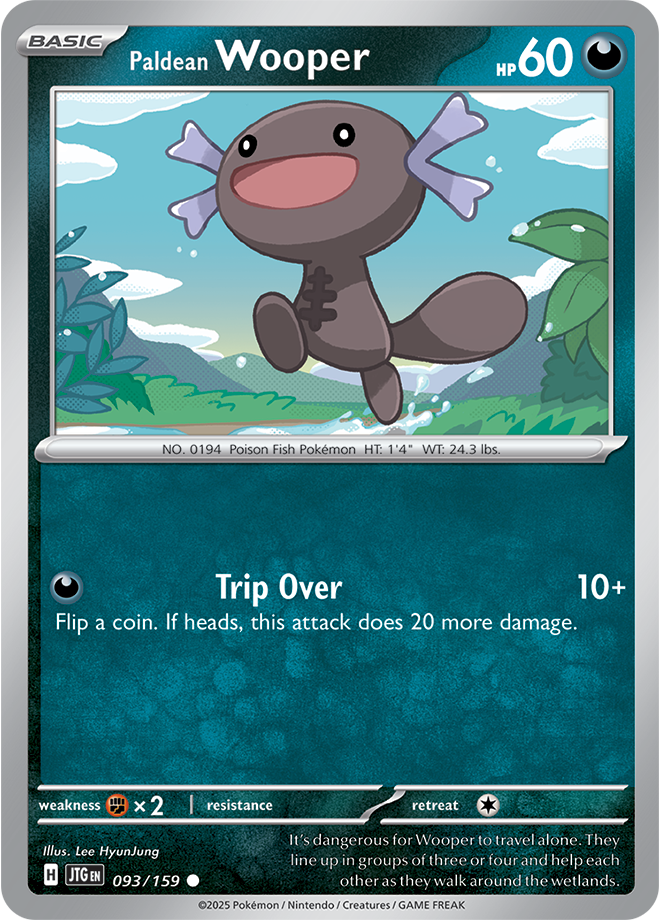 BASIC
Paldean Wooper HP 60
NO. 0194 Poison Fish Pokémon HT: 1'4" WT: 24.3 lbs.
Trip Over 10+
Flip a coin. If heads, this attack does 20 more damage.
weakness ×2 resistance retreat
Illus. Lee HyunJung
It's dangerous for Wooper to travel alone. They
line up in groups of three or four and help each
other as they walk around the wetlands.
H JTG EN 093/159
©2025 Pokémon / Nintendo / Creatures / GAME FREAK